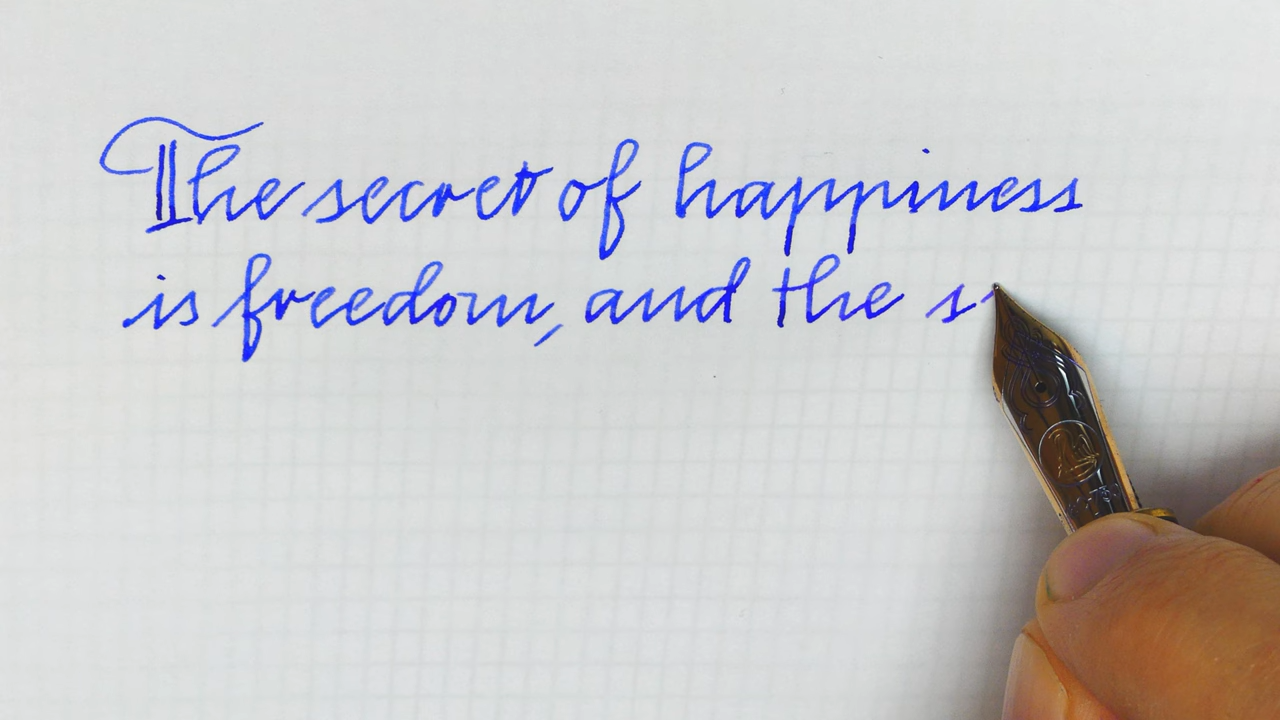 The secret of happiness
is freedom, and the s